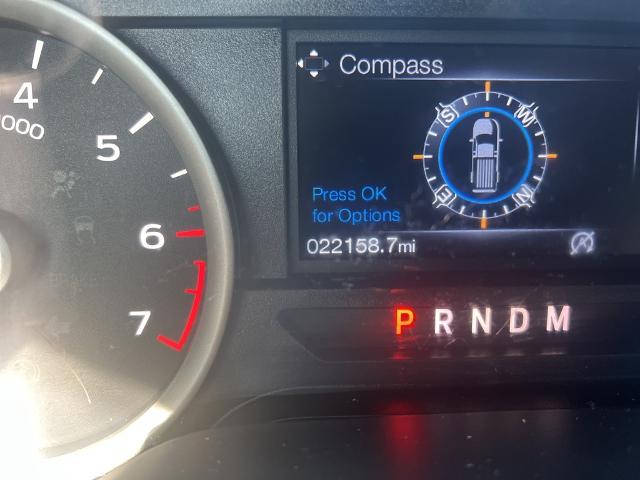 4
000
5
6
7
Compass
S W
E N
Press OK
for Options
022158.7mi
A
P R N D M